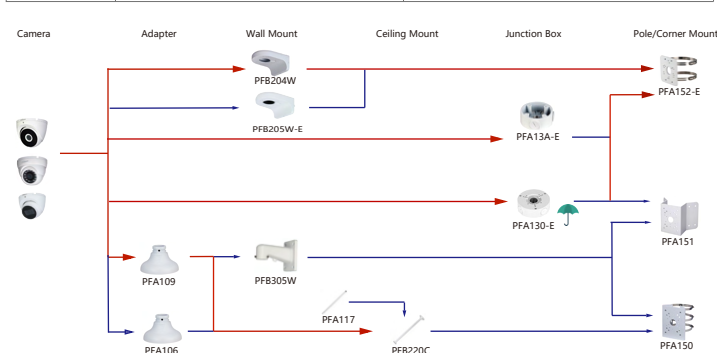 Camera Adapter Wall Mount Ceiling Mount Junction Box Pole/Corner Mount
PFB204W
PFA152-E
PFB205W-E
PFA13A-E
PFA130-E
PFA151
PFA109
PFB305W
PFA117
PFA106
PFB220C
PFA150